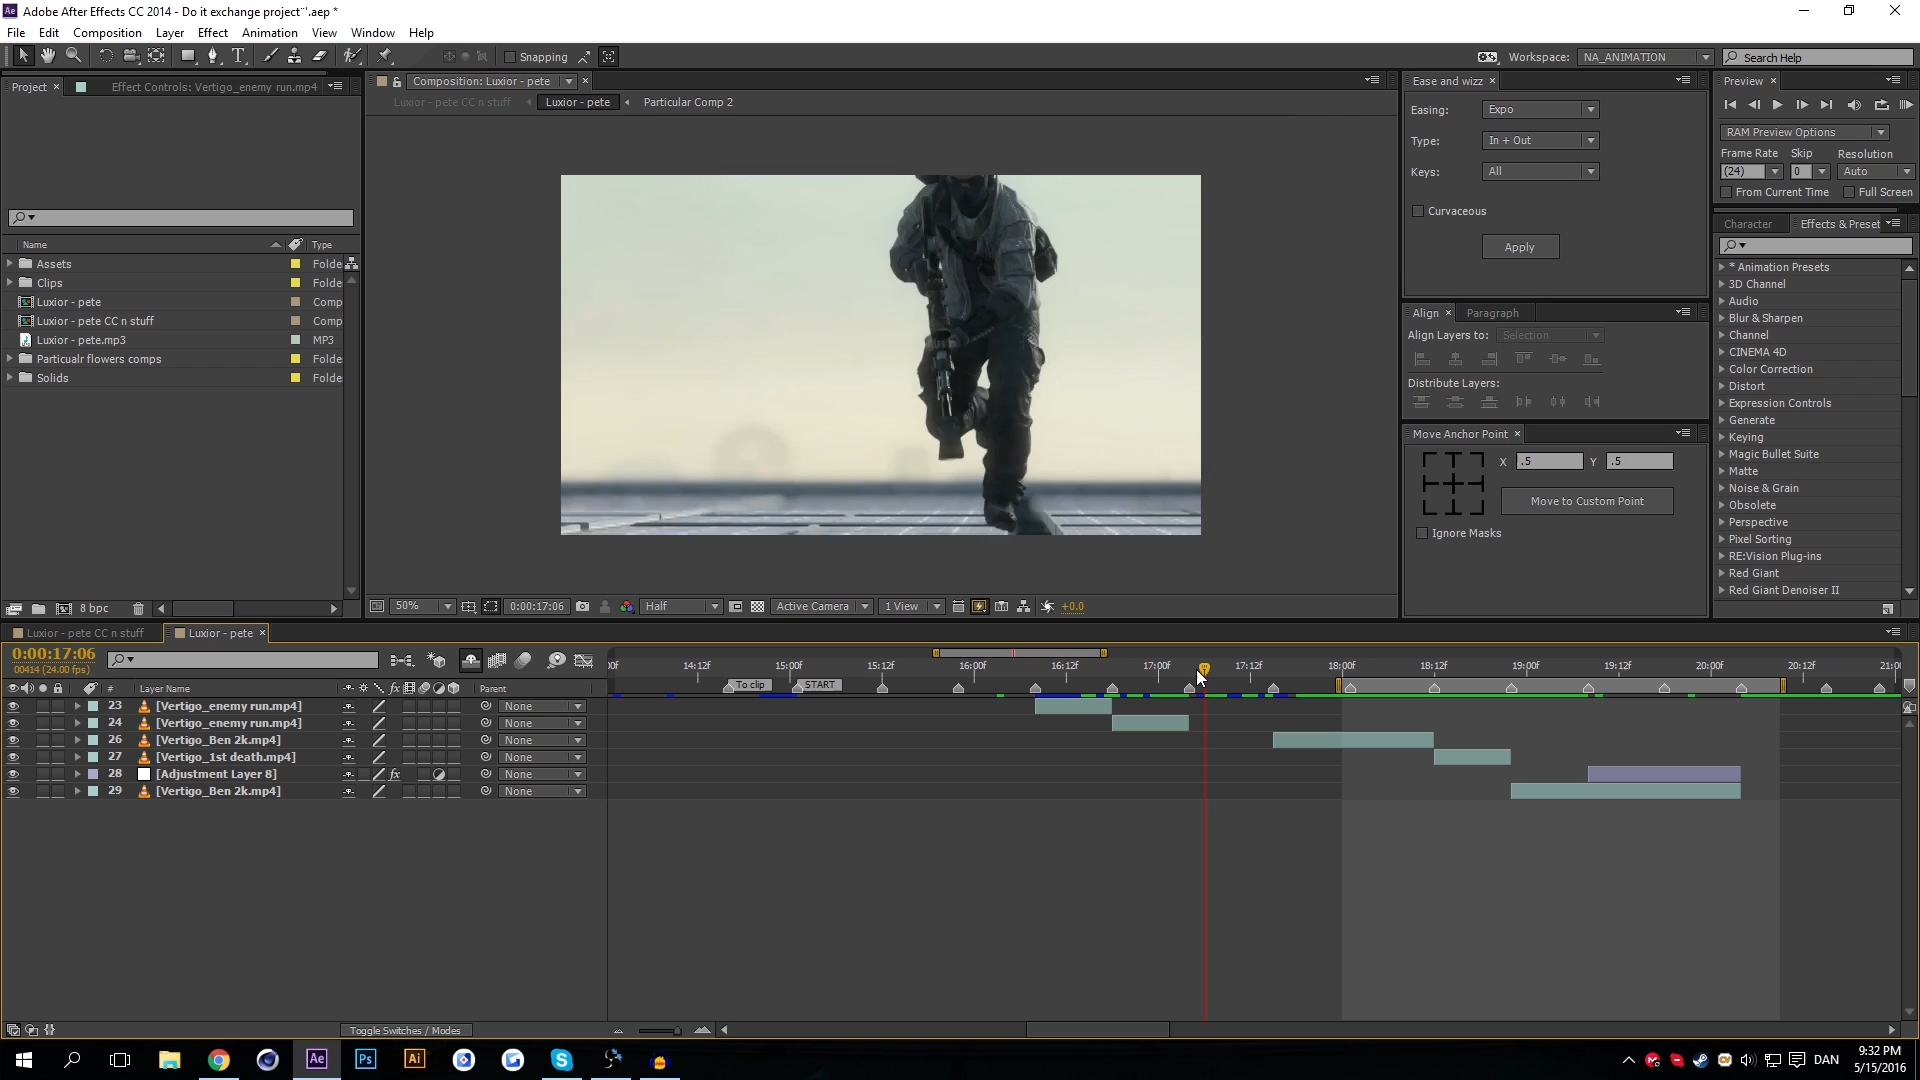 Ae Adobe After Effects CC 2014 - Do it exchange project¨'.aep *
File Edit Composition Layer Effect Animation View Window Help
Snapping
Workspace: NA_ANIMATION
Search Help
Project × Effect Controls: Vertigo_enemy run.mp4
Name Type
Assets Folde
Clips Folde
Luxior - pete Comp
Luxior - pete CC n stuff Comp
Luxior - pete.mp3 MP3
Particualr flowers comps Folde
Solids Folde
8 bpc
Composition: Luxior - pete ×
Luxior - pete CC n stuff Luxior - pete Particular Comp 2
50% 0:00:17:06 Half Active Camera 1 View +0.0
Ease and wizz ×
Easing: Expo
Type: In + Out
Keys: All
Curvaceous
Apply
Align × Paragraph
Align Layers to: Selection
Distribute Layers:
Move Anchor Point ×
X .5 Y .5
Move to Custom Point
Ignore Masks
Preview ×
RAM Preview Options
Frame Rate Skip Resolution
(24) 0 Auto
From Current Time Full Screen
Character Effects & Preset
* Animation Presets
3D Channel
Audio
Blur & Sharpen
Channel
CINEMA 4D
Color Correction
Distort
Expression Controls
Generate
Keying
Magic Bullet Suite
Matte
Noise & Grain
Obsolete
Perspective
Pixel Sorting
RE:Vision Plug-ins
Red Giant
Red Giant Denoiser II
Luxior - pete CC n stuff Luxior - pete ×
0:00:17:06
00414 (24.00 fps)
00f 14:12f 15:00f 15:12f 16:00f 16:12f 17:00f 17:12f 18:00f 18:12f 19:00f 19:12f 20:00f 20:12f 21:0
To clip START
# Layer Name fx Parent
23 [Vertigo_enemy run.mp4] None
24 [Vertigo_enemy run.mp4] None
26 [Vertigo_Ben 2k.mp4] None
27 [Vertigo_1st death.mp4] None
28 [Adjustment Layer 8] fx None
29 [Vertigo_Ben 2k.mp4] None
Toggle Switches / Modes
Ae Ps Ai
DAN
9:32 PM
5/15/2016